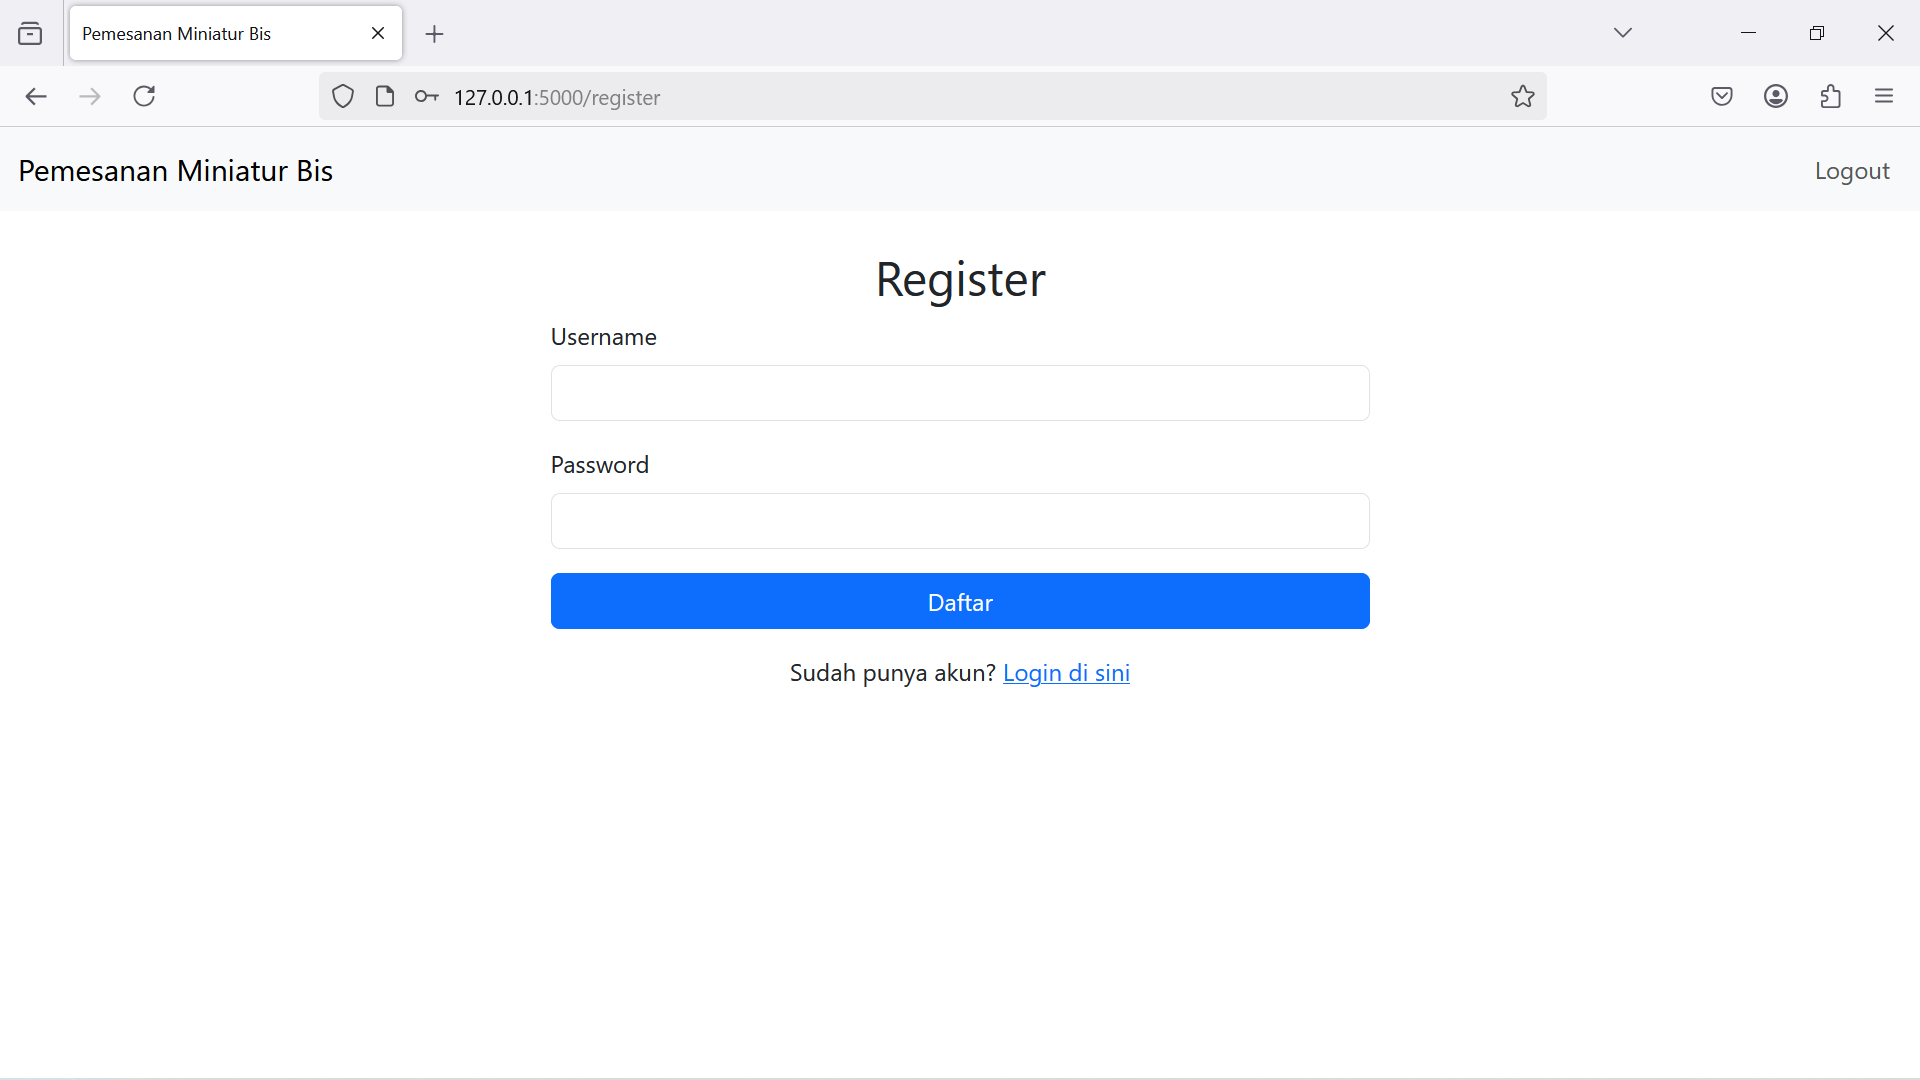 Pemesanan Miniatur Bis
127.0.0.1:5000/register
Pemesanan Miniatur Bis
Logout
Register
Username
Password
Daftar
Sudah punya akun? Login di sini